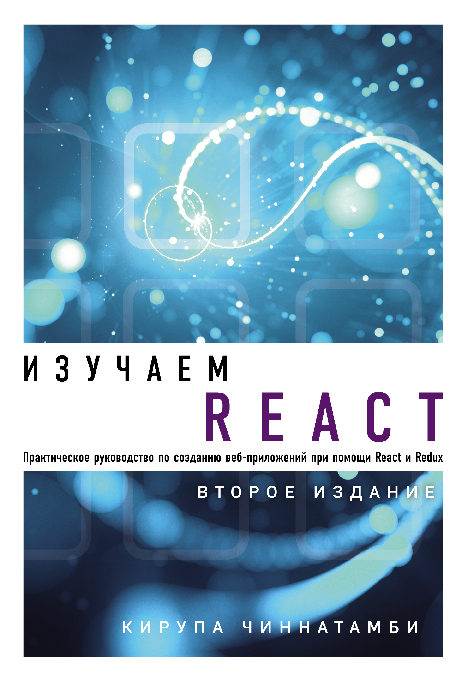 ИЗУЧАЕМ
REACT
Практическое руководство по созданию веб-приложений при помощи React и Redux
ВТОРОЕ ИЗДАНИЕ
КИРУПА ЧИННАТАМБИ